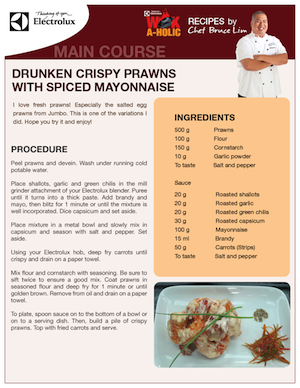 Thinking of you
Electrolux
Electrolux
WOK
A-HOLIC
RECIPES by
Chef Bruce Lim
MAIN COURSE
DRUNKEN CRISPY PRAWNS
WITH SPICED MAYONNAISE
I love fresh prawns! Especially the salted egg
prawns from Jumbo. This is one of the variations I
did. Hope you try it and enjoy!
PROCEDURE
Peel prawns and devein. Wash under running cold
potable water.
Place shallots, garlic and green chilis in the mill
grinder attachment of your Electrolux blender. Puree
until it turns into a thick paste. Add brandy and
mayo, then blitz for 1 minute or until the mixture is
well incorporated. Dice capsicum and set aside.
Place mixture in a metal bowl and slowly mix in
capsicum and season with salt and pepper. Set
aside.
Using your Electrolux hob, deep fry carrots until
crispy and drain on a paper towel.
Mix flour and cornstarch with seasoning. Be sure to
sift twice to ensure a good mix. Coat prawns in
seasoned flour and deep fry for 1 minute or until
golden brown. Remove from oil and drain on a paper
towel.
To plate, spoon sauce on to the bottom of a bowl or
on to a serving dish. Then, build a pile of crispy
prawns. Top with fried carrots and serve.
INGREDIENTS
500 g Prawns
100 g Flour
150 g Cornstarch
10 g Garlic powder
To taste Salt and pepper
Sauce
20 g Roasted shallots
20 g Roasted garlic
20 g Roasted green chilis
30 g Roasted capsicum
100 g Mayonnaise
15 ml Brandy
50 g Carrots (Strips)
To taste Salt and pepper